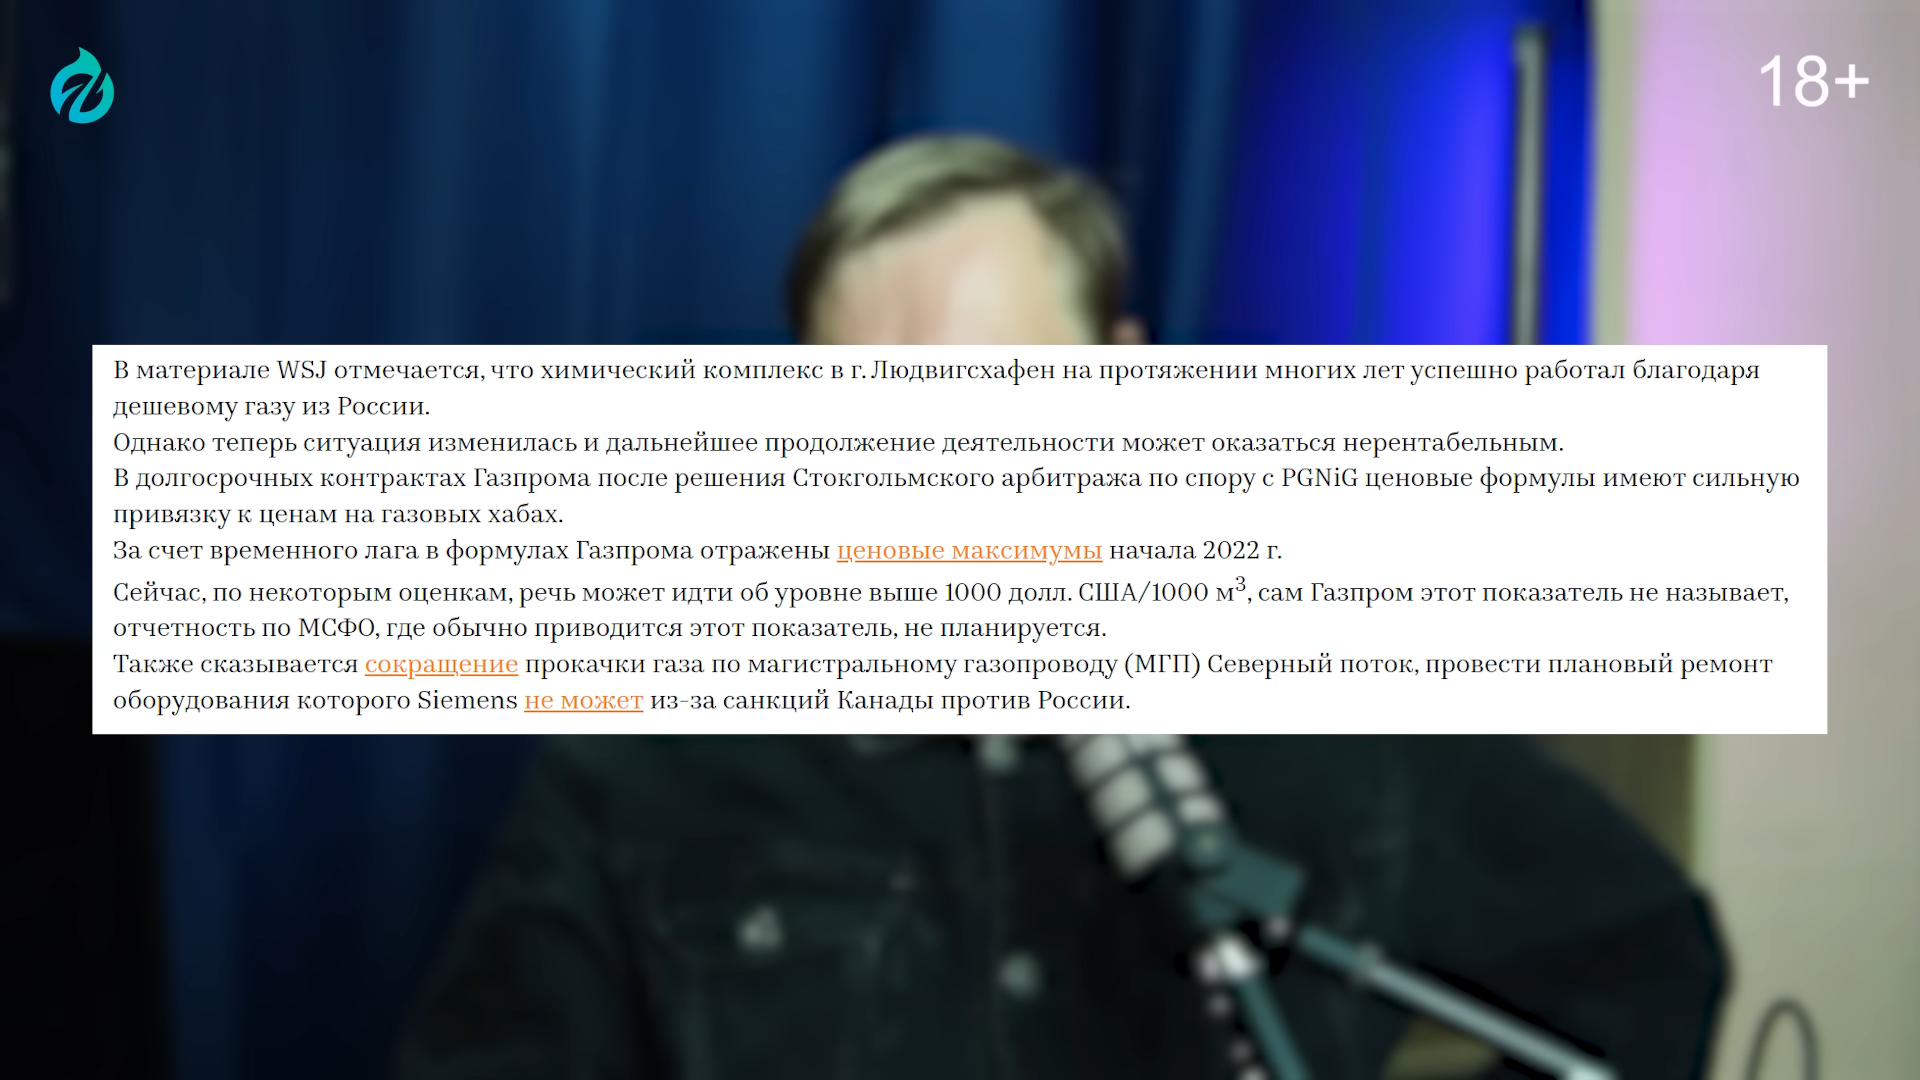 18+
В материале WSJ отмечается, что химический комплекс в г. Людвигсхафен на протяжении многих лет успешно работал благодаря
дешевому газу из России.
Однако теперь ситуация изменилась и дальнейшее продолжение деятельности может оказаться нерентабельным.
В долгосрочных контрактах Газпрома после решения Стокгольмского арбитража по спору с PGNiG ценовые формулы имеют сильную
привязку к ценам на газовых хабах.
За счет временного лага в формулах Газпрома отражены ценовые максимумы начала 2022 г.
Сейчас, по некоторым оценкам, речь может идти об уровне выше 1000 долл. США/1000 м³, сам Газпром этот показатель не называет,
отчетность по МСФО, где обычно приводится этот показатель, не планируется.
Также сказывается сокращение прокачки газа по магистральному газопроводу (МГП) Северный поток, провести плановый ремонт
оборудования которого Siemens не может из-за санкций Канады против России.